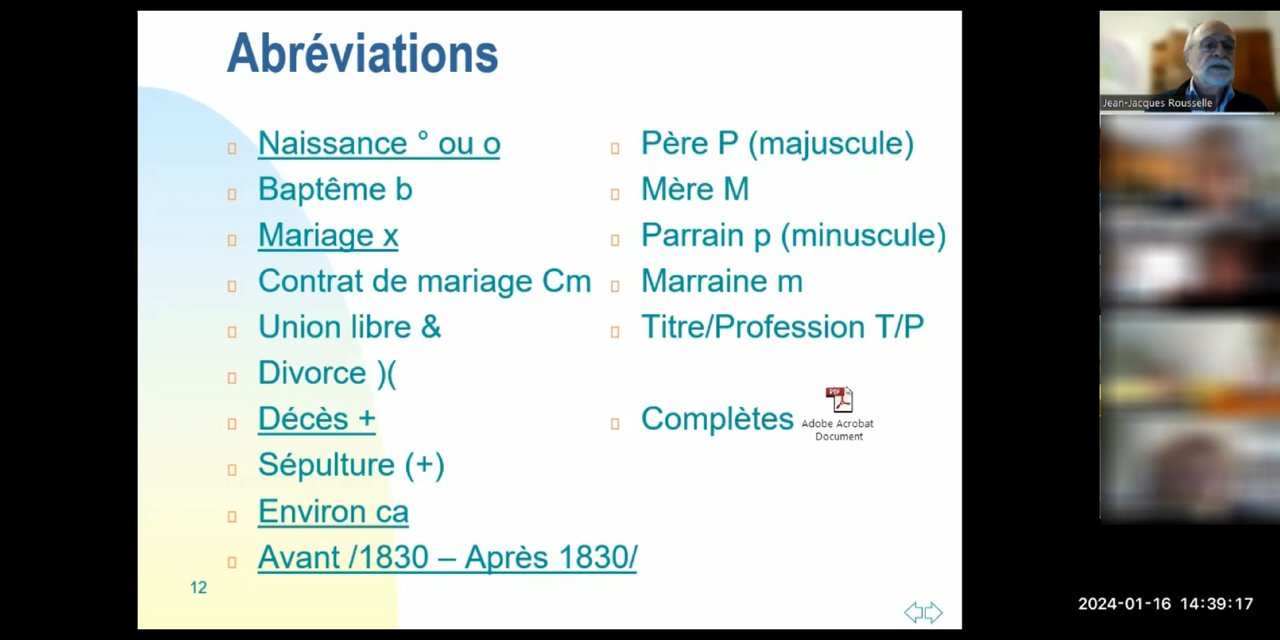 Abréviations
Naissance ° ou o
Baptême b
Mariage x
Contrat de mariage Cm
Union libre &
Divorce )(
Décès +
Sépulture (+)
Environ ca
Avant /1830 – Après 1830/
Père P (majuscule)
Mère M
Parrain p (minuscule)
Marraine m
Titre/Profession T/P
Complètes
PDF
Adobe Acrobat
Document
12
Jean-Jacques Rousselle
2024-01-16 14:39:17